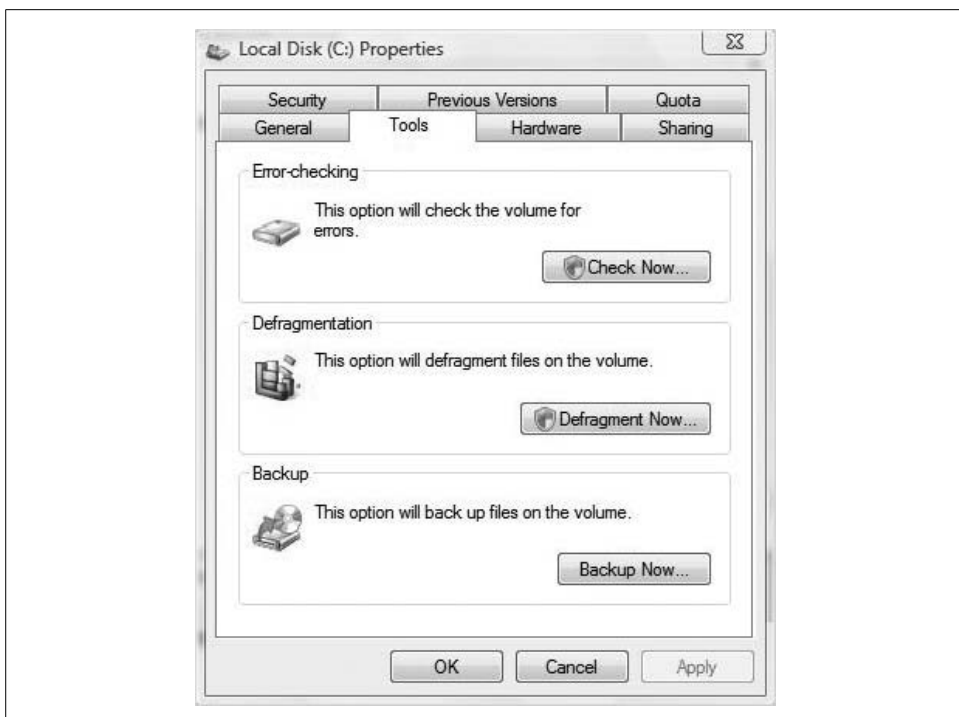 Local Disk (C:) Properties
Security Previous Versions Quota
General Tools Hardware Sharing
Error-checking
This option will check the volume for
errors.
Check Now...
Defragmentation
This option will defragment files on the volume.
Defragment Now...
Backup
This option will back up files on the volume.
Backup Now...
OK Cancel Apply